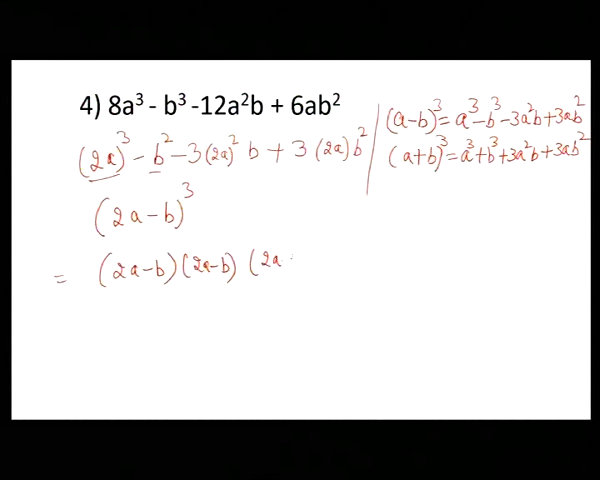 4) 8a³ - b³ -12a²b + 6ab²
(2a)³ - b² - 3(2a)² b + 3 (2a) b²
(2a - b)³
= (2a-b) (2a-b) (2a
(a-b)³ = a³-b³-3a²b+3ab²
(a+b)³ = a³+b³+3a²b+3ab²